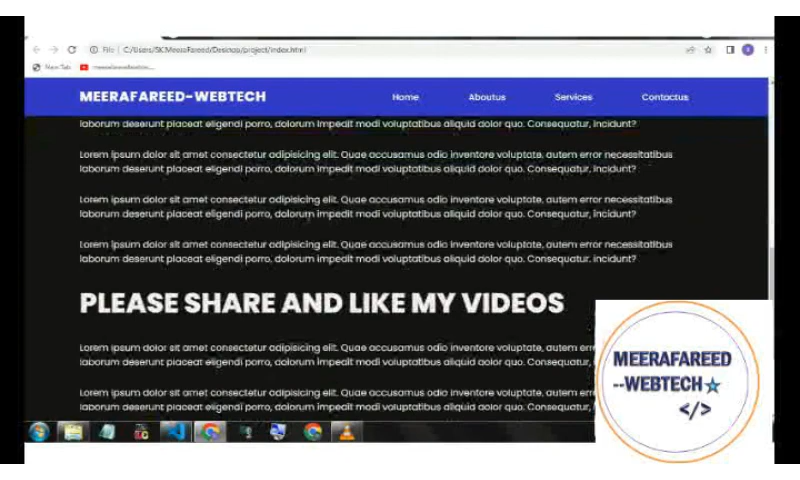 File
C:/Users/SK.MeeraFareed/Desktop/project/index.html
New Tab
MEERAFAREED-WEBTECH Home Aboutus Services Contactus
laborum deserunt placeat eligendi porro, dolorum impedit modi voluptatibus aliquid dolor quo. Consequatur, incidunt?
Lorem ipsum dolor sit amet consectetur adipisicing elit. Quae accusamus odio inventore voluptate, autem error necessitatibus
laborum deserunt placeat eligendi porro, dolorum impedit modi voluptatibus aliquid dolor quo. Consequatur, incidunt?
Lorem ipsum dolor sit amet consectetur adipisicing elit. Quae accusamus odio inventore voluptate, autem error necessitatibus
laborum deserunt placeat eligendi porro, dolorum impedit modi voluptatibus aliquid dolor quo. Consequatur, incidunt?
Lorem ipsum dolor sit amet consectetur adipisicing elit. Quae accusamus odio inventore voluptate, autem error necessitatibus
laborum deserunt placeat eligendi porro, dolorum impedit modi voluptatibus aliquid dolor quo. Consequatur, incidunt?
PLEASE SHARE AND LIKE MY VIDEOS
Lorem ipsum dolor sit amet consectetur adipisicing elit. Quae accusamus odio inventore voluptate, autem
laborum deserunt placeat eligendi porro, dolorum impedit modi voluptatibus aliquid dolor quo. Consequatur,
Lorem ipsum dolor sit amet consectetur adipisicing elit. Quae accusamus odio inventore voluptate, autem
laborum deserunt placeat eligendi porro, dolorum impedit modi voluptatibus aliquid dolor quo. Consequatur,
MEERAFAREED
--WEBTECH
</>